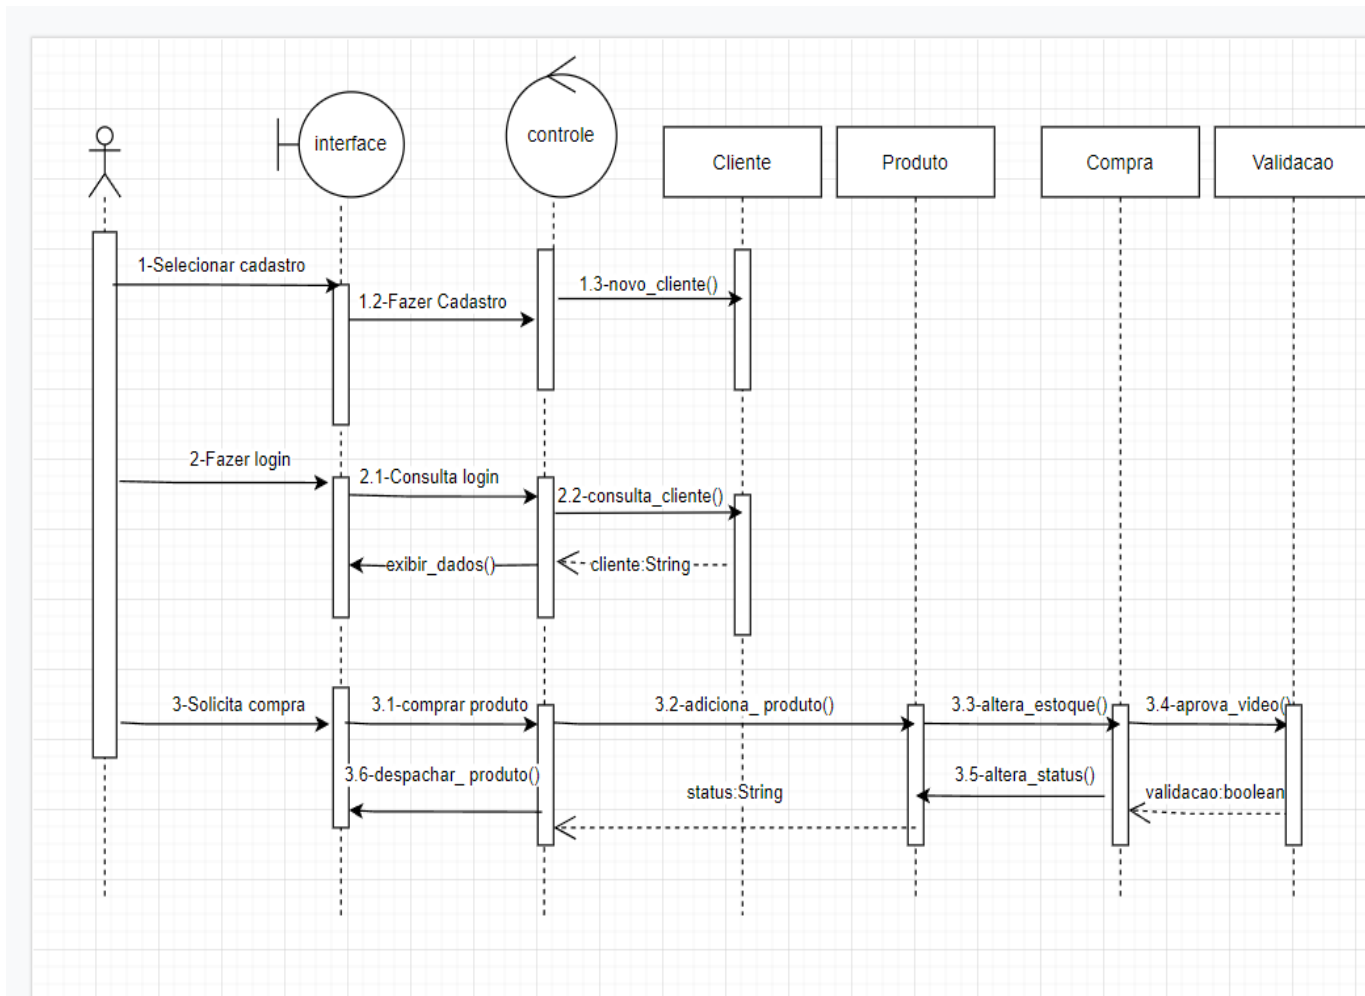 interface
controle
Cliente
Produto
Compra
Validacao
1-Selecionar cadastro
1.2-Fazer Cadastro
1.3-novo_cliente()
2-Fazer login
2.1-Consulta login
2.2-consulta_cliente()
exibir_dados()
cliente:String
3-Solicita compra
3.1-comprar produto
3.2-adiciona_ produto()
3.3-altera_estoque()
3.4-aprova_video()
3.6-despachar_ produto()
status:String
3.5-altera_status()
validacao:boolean